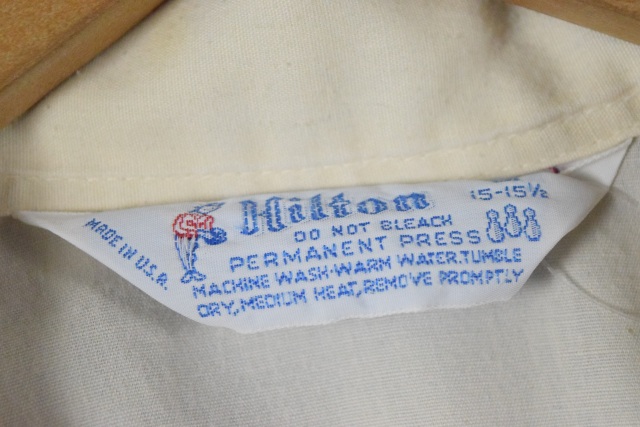 Hilton
15-15½
DO NOT BLEACH
PERMANENT PRESS
MACHINE WASH-WARM WATER.TUMBLE
DRY,MEDIUM HEAT,REMOVE PROMPTLY
MADE IN U.S.A.